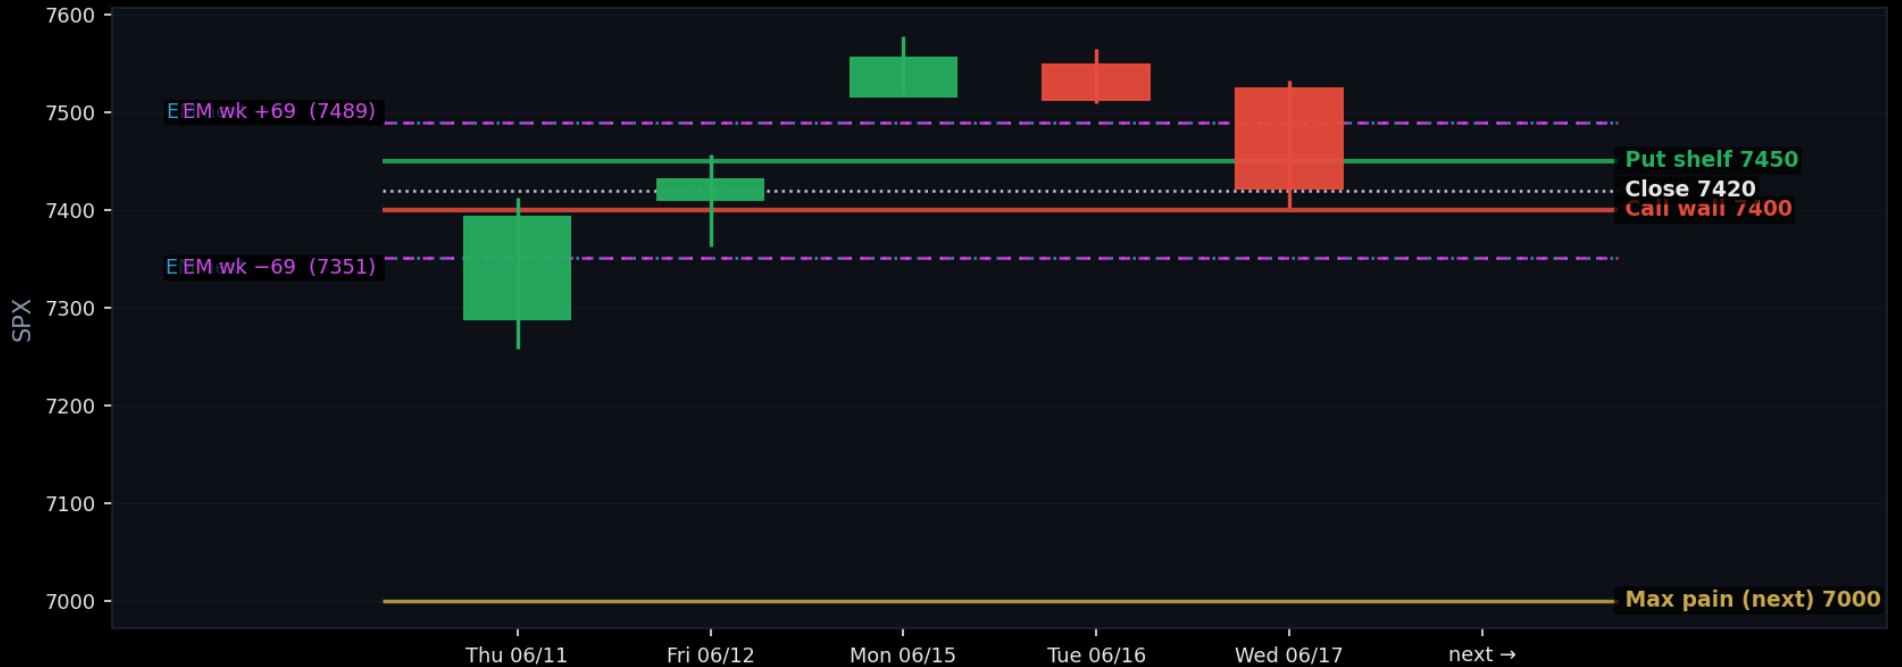 7600
7500
7400
7300
7200
7100
7000
SPX
EM wk +69 (7489)
EM wk −69 (7351)
Put shelf 7450
Close 7420
Call wall 7400
Max pain (next) 7000
Thu 06/11
Fri 06/12
Mon 06/15
Tue 06/16
Wed 06/17
next →